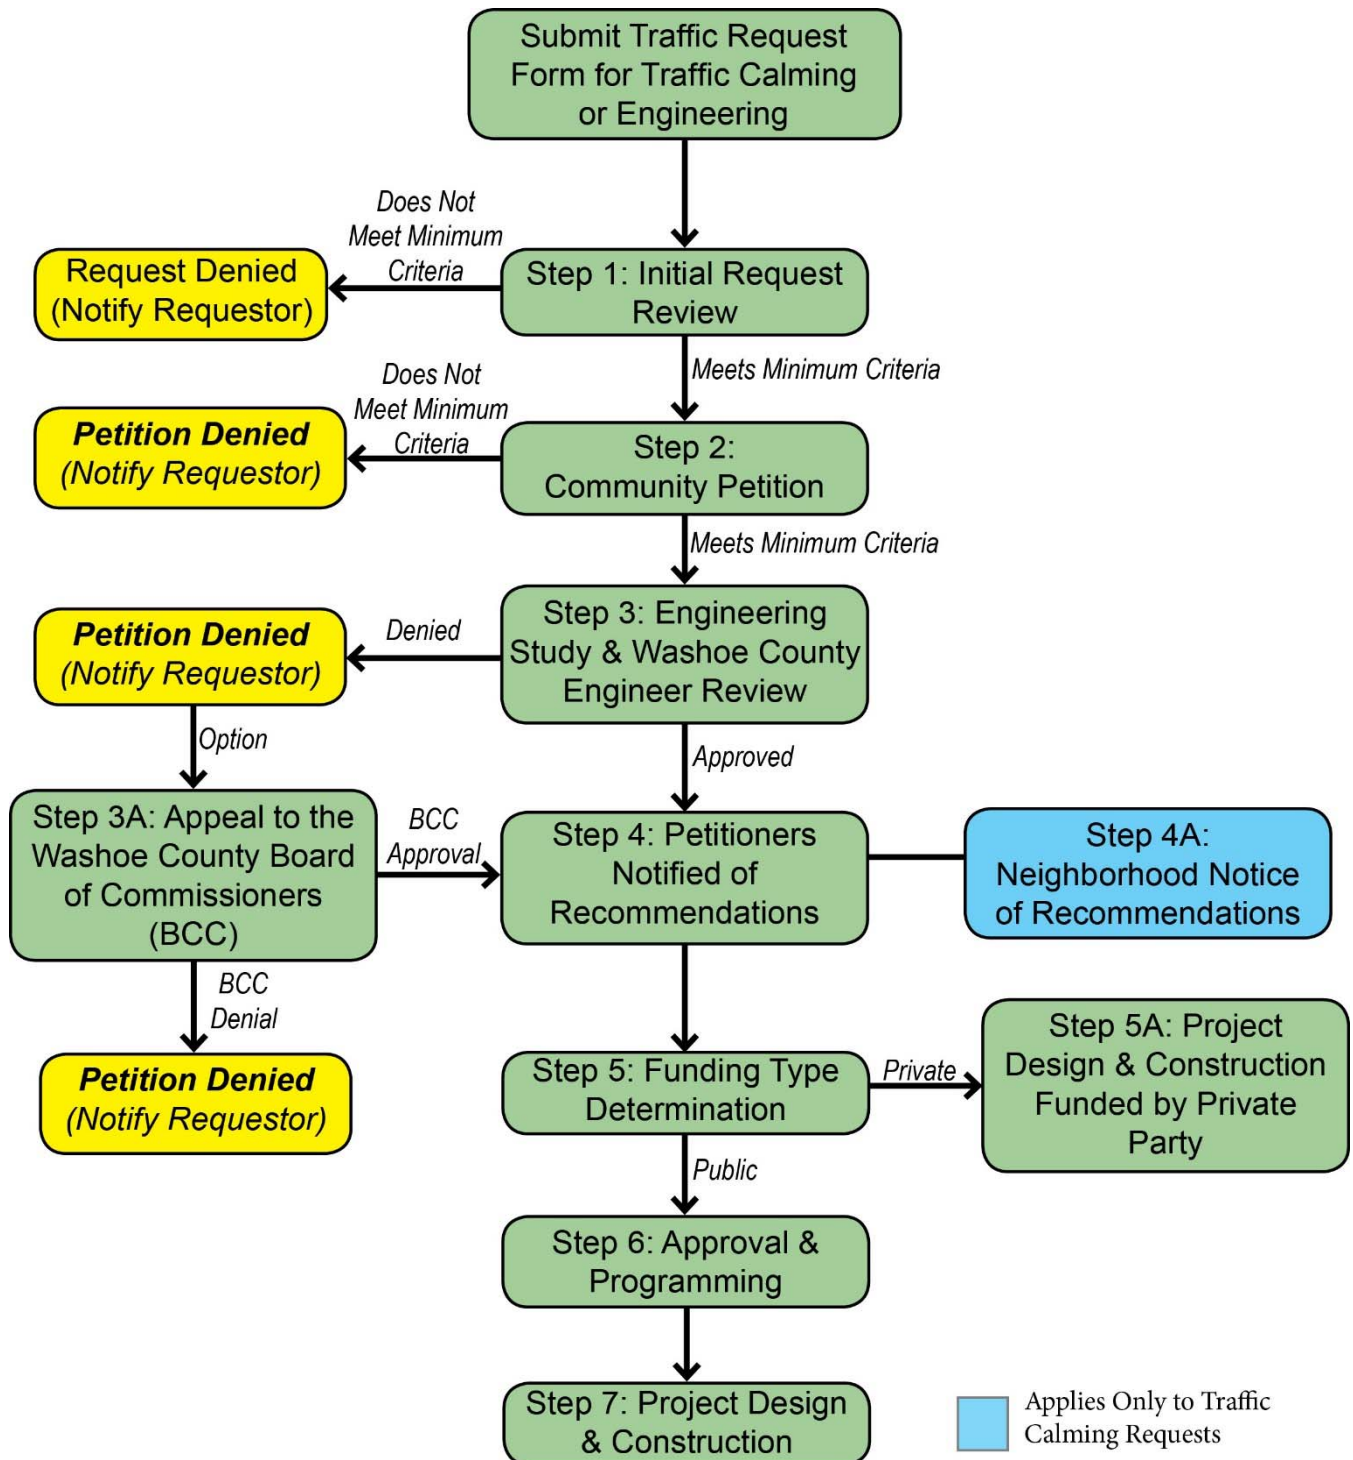 Submit Traffic Request
Form for Traffic Calming
or Engineering
Does Not
Meet Minimum
Criteria
Request Denied
(Notify Requestor)
Step 1: Initial Request
Review
Meets Minimum Criteria
Does Not
Meet Minimum
Criteria
Petition Denied
(Notify Requestor)
Step 2:
Community Petition
Meets Minimum Criteria
Petition Denied
(Notify Requestor)
Denied
Step 3: Engineering
Study & Washoe County
Engineer Review
Option
Approved
Step 3A: Appeal to the
Washoe County Board
of Commissioners
(BCC)
BCC
Approval
Step 4: Petitioners
Notified of
Recommendations
Step 4A:
Neighborhood Notice
of Recommendations
BCC
Denial
Petition Denied
(Notify Requestor)
Step 5: Funding Type
Determination
Private
Step 5A: Project
Design & Construction
Funded by Private
Party
Public
Step 6: Approval &
Programming
Step 7: Project Design
& Construction
Applies Only to Traffic
Calming Requests